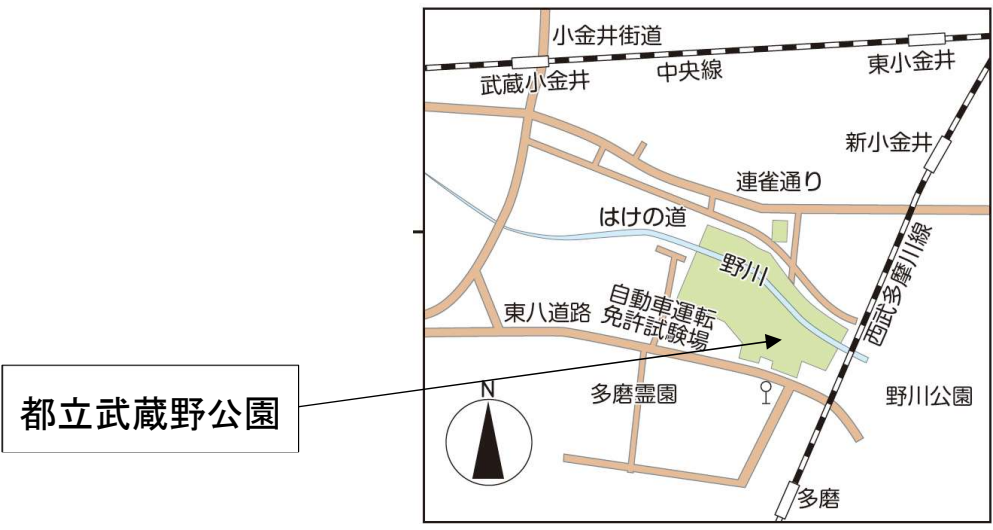 小金井街道
武蔵小金井
中央線
東小金井
新小金井
連雀通り
はけの道
野川
西武多摩川線
自動車運転
免許試験場
東八道路
都立武蔵野公園
N
多磨霊園
野川公園
多磨